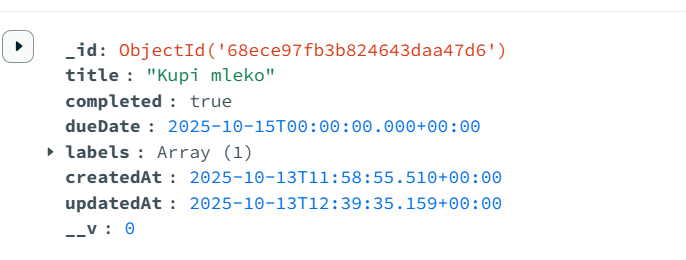 _id: ObjectId('68ece97fb3b824643daa47d6')
title : "Kupi mleko"
completed : true
dueDate : 2025-10-15T00:00:00.000+00:00
labels : Array (1)
createdAt : 2025-10-13T11:58:55.510+00:00
updatedAt : 2025-10-13T12:39:35.159+00:00
__v : 0